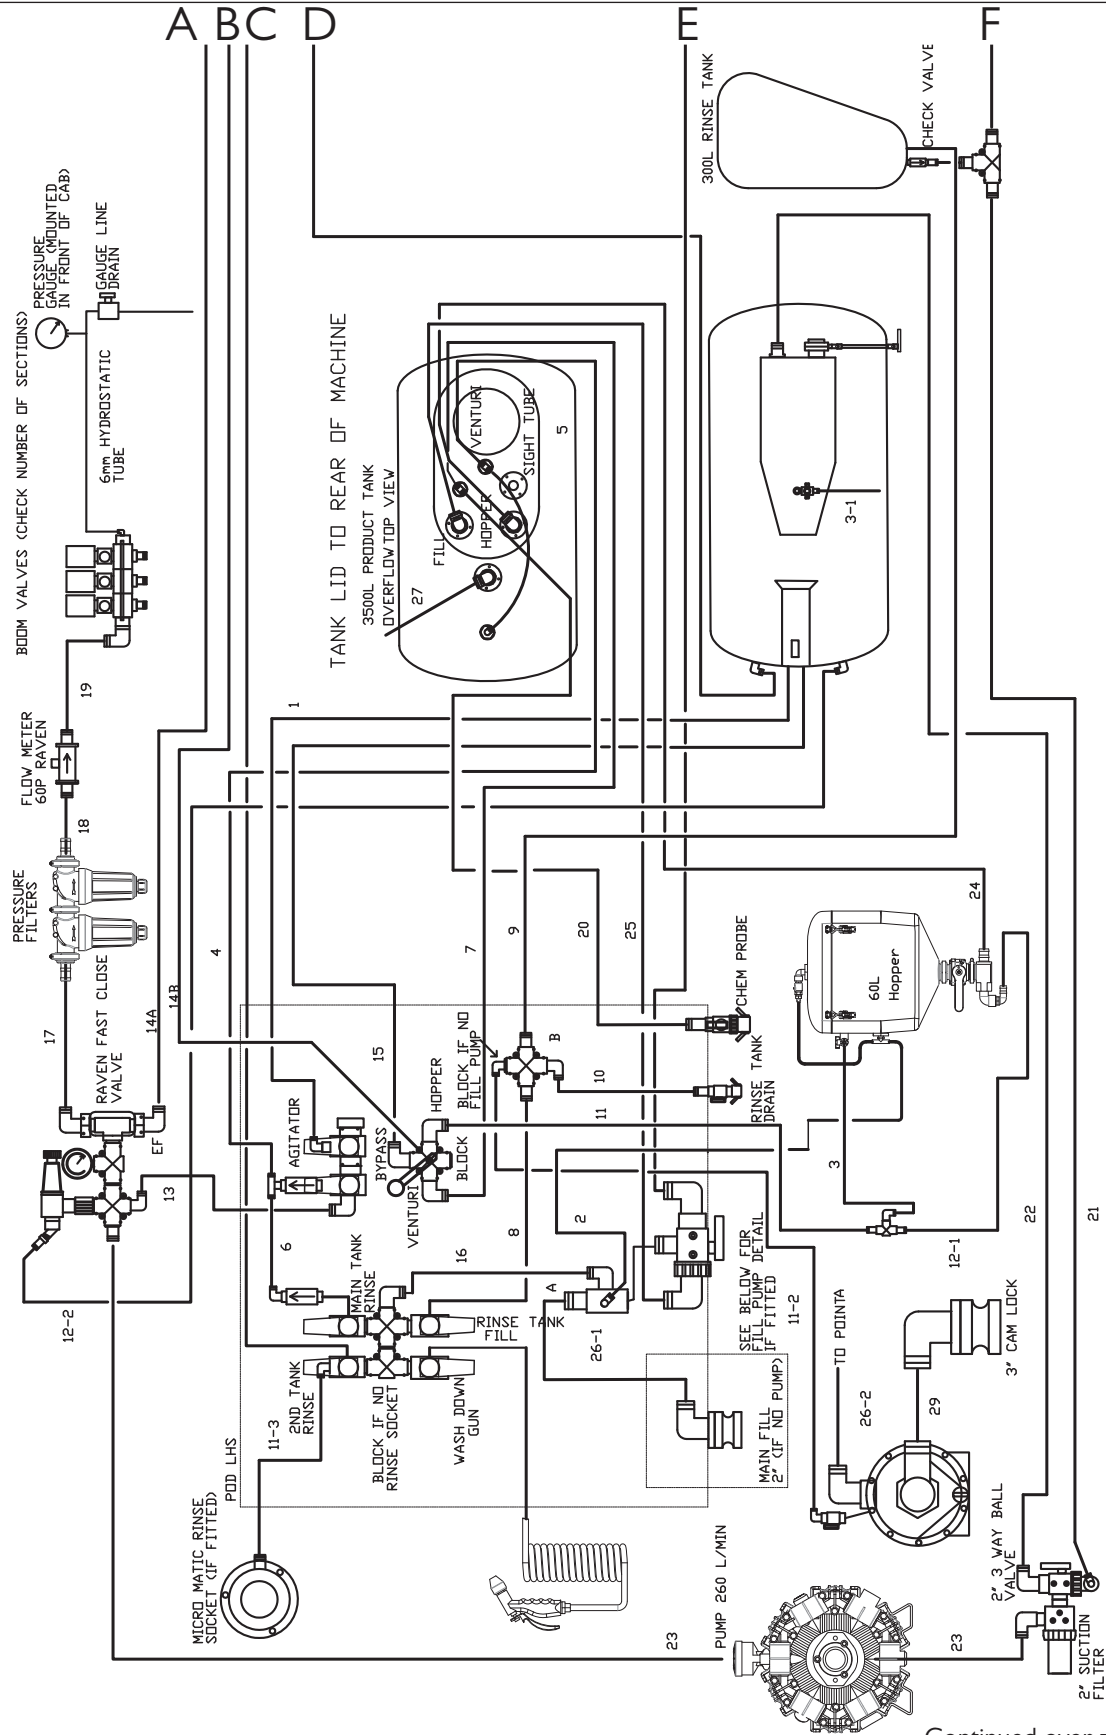 A
B
C
D
E
F
PRESSURE
GAUGE (MOUNTED
IN FRONT OF CAB)
GAUGE LINE
DRAIN
BOOM VALVES (CHECK NUMBER OF SECTIONS)
6mm HYDROSTATIC
TUBE
300L RINSE TANK
CHECK VALVE
TANK LID TO REAR OF MACHINE
3500L PRODUCT TANK
OVERFLOW TOP VIEW
VENTURI
SIGHT TUBE
FILL
HOPPER
27
5
3-1
19
1
FLOW METER
60P RAVEN
18
PRESSURE
FILTERS
17
RAVEN FAST CLOSE
VALVE
14A
14B
4
EF
13
12-2
6
AGITATOR
15
BYPASS
VENTURI
HOPPER
BLOCK
BLOCK IF NO
FILL PUMP
7
9
B
20
25
CHEM PROBE
RINSE TANK
DRAIN
10
11
60L
Hopper
24
3
22
21
12-1
16
8
2
A
MAIN TANK
RINSE
RINSE TANK
FILL
26-1
SEE BELOW FOR
FILL PUMP DETAIL
IF FITTED
11-2
2ND TANK
RINSE
11-3
BLOCK IF NO
RINSE SOCKET
WASH DOWN
GUN
POD LHS
MAIN FILL
2" (IF NO PUMP)
TO POINTA
26-2
29
3" CAM LOCK
MICRO MATIC RINSE
SOCKET (IF FITTED)
23
PUMP 260 L/MIN
23
2" 3 WAY BALL
VALVE
2" SUCTION
FILTER